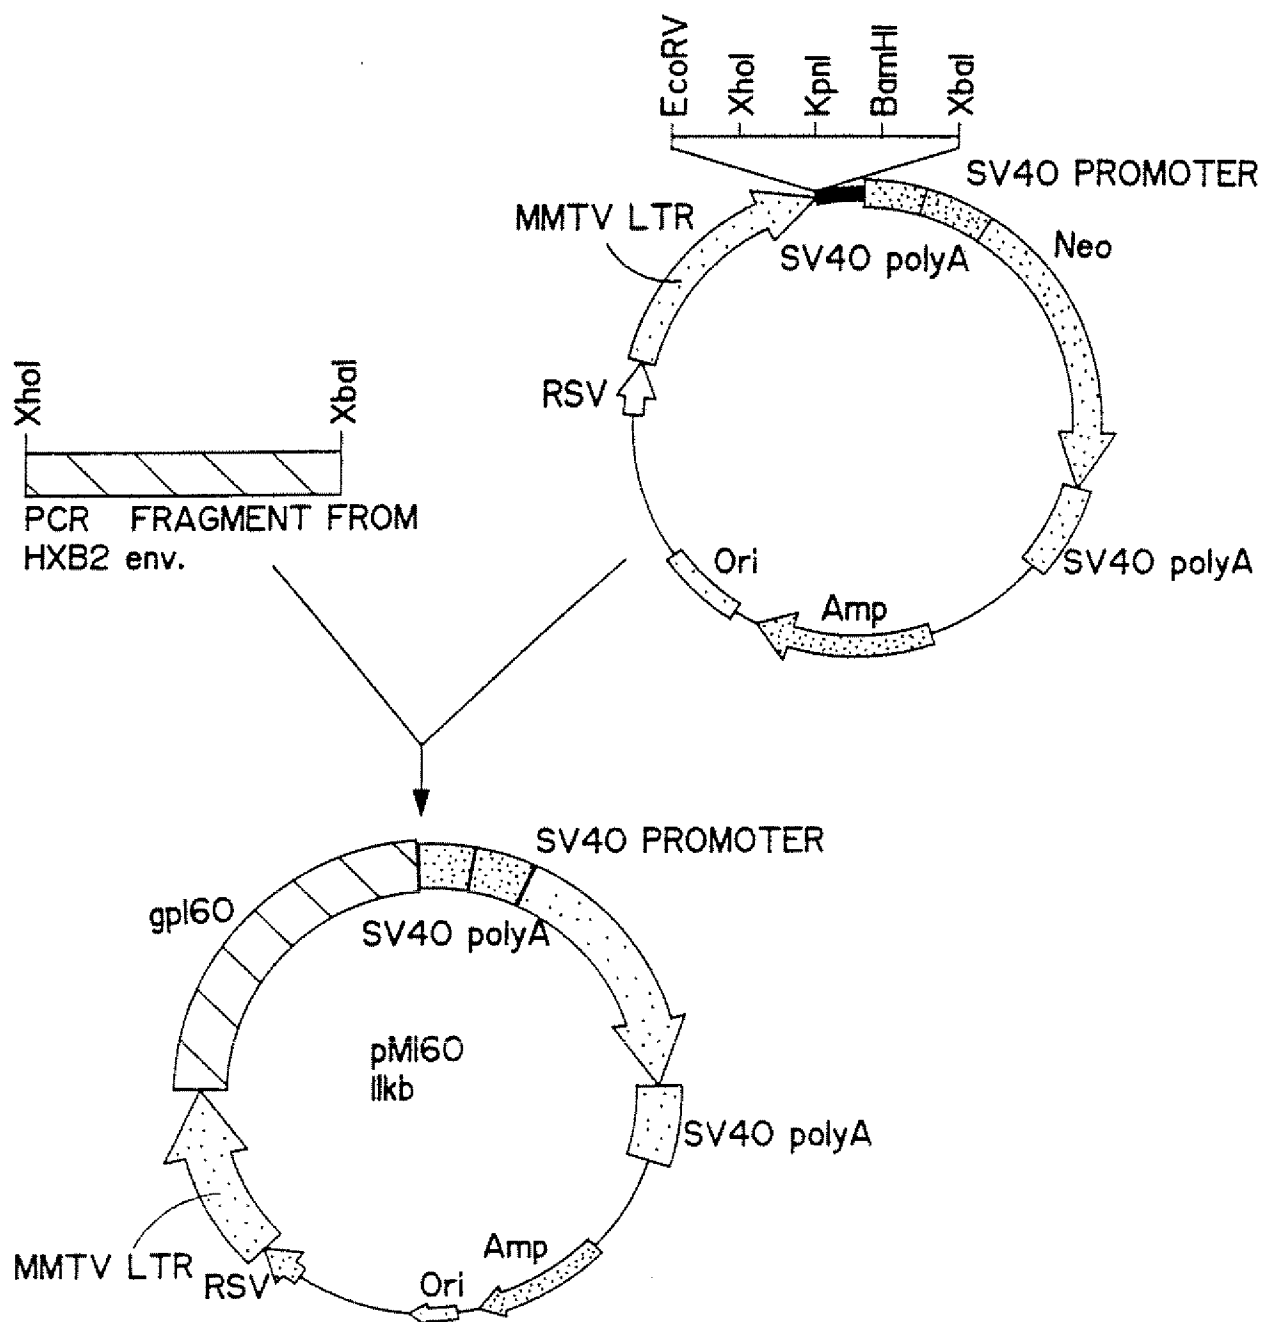 EcoRV
XhoI
KpnI
BamHI
XbaI
SV40 PROMOTER
MMTV LTR
SV40 polyA
Neo
RSV
XhoI
XbaI
PCR FRAGMENT FROM
HXB2 env.
Ori
Amp
SV40 polyA
SV40 PROMOTER
gp160
SV40 polyA
pM160
11kb
SV40 polyA
MMTV LTR
RSV
Ori
Amp